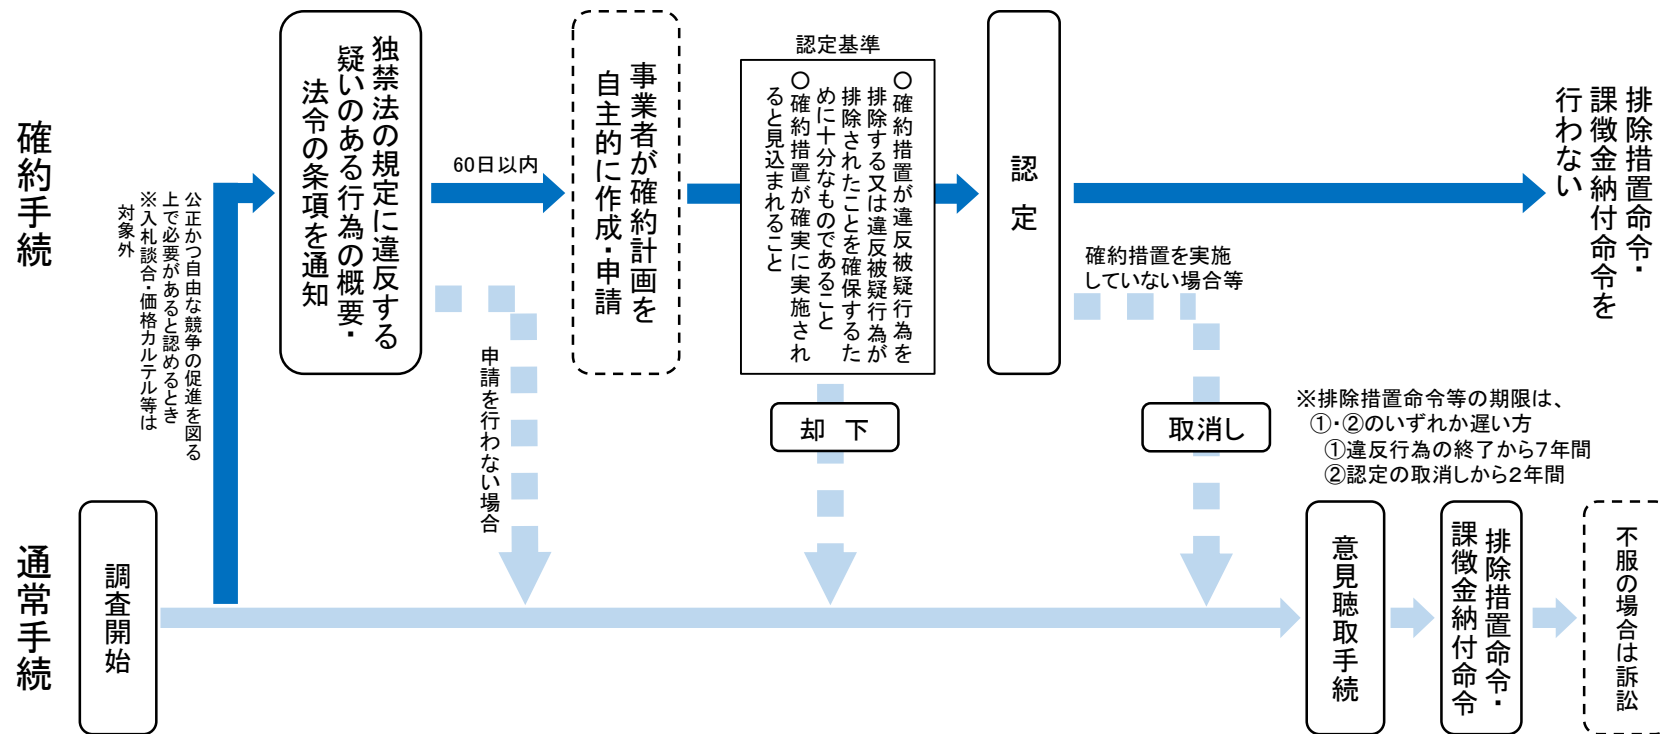 確約手続
公正かつ自由な競争の促進を図る
上で必要があると認めるとき
※入札談合・価格カルテル等は
対象外
独禁法の規定に違反する
疑いのある行為の概要・
法令の条項を通知
60日以内
申請を行わない場合
事業者が確約計画を
自主的に作成・申請
認定基準
○確約措置が違反被疑行為を
排除する又は違反被疑行為が
排除されたことを確保するた
めに十分なものであること
○確約措置が確実に実施され
ると見込まれること
却 下
認 定
確約措置を実施
していない場合等
取消し
排除措置命令・
課徴金納付命令を
行わない
※排除措置命令等の期限は、
①・②のいずれか遅い方
①違反行為の終了から7年間
②認定の取消しから2年間
通常手続
調査開始
意見聴取手続
排除措置命令・
課徴金納付命令
不服の場合は訴訟